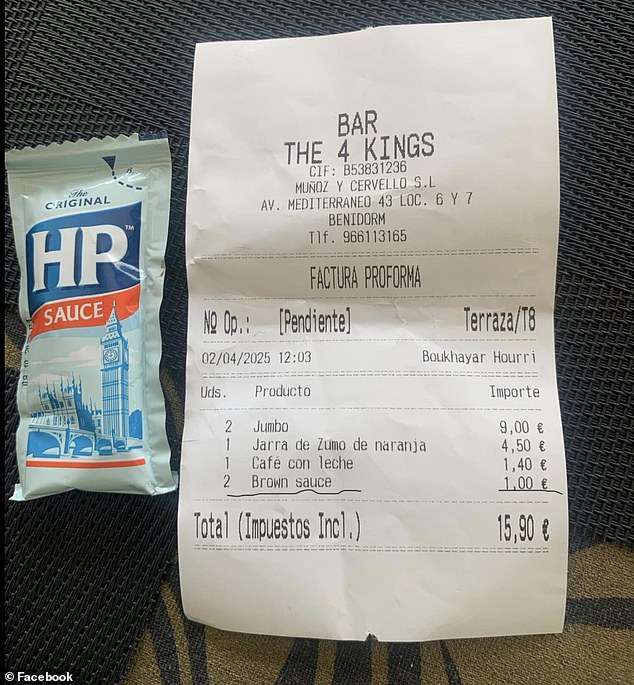 The
ORIGINAL
HP™
SAUCE
BAR
THE 4 KINGS
CIF: B53831236
MUÑOZ Y CERVELLO S.L
AV. MEDITERRANEO 43 LOC. 6 Y 7
BENIDORM
Tlf. 966113165
FACTURA PROFORMA
Nº Op.: [Pendiente] Terraza/T8
02/04/2025 12:03 Boukhayar Hourri
Uds. Producto Importe
2 Jumbo 9,00 €
1 Jarra de Zumo de naranja 4,50 €
1 Café con leche 1,40 €
2 Brown sauce 1,00 €
Total (Impuestos Incl.) 15,90 €
© Facebook